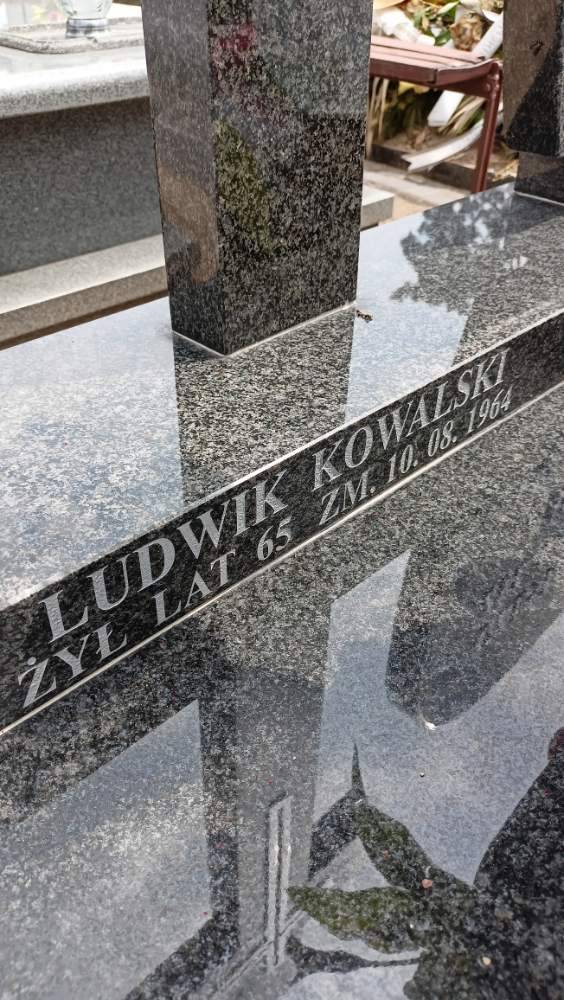 LUDWIK KOWALSKI
ŻYŁ LAT 65 ZM. 10. 08. 1964